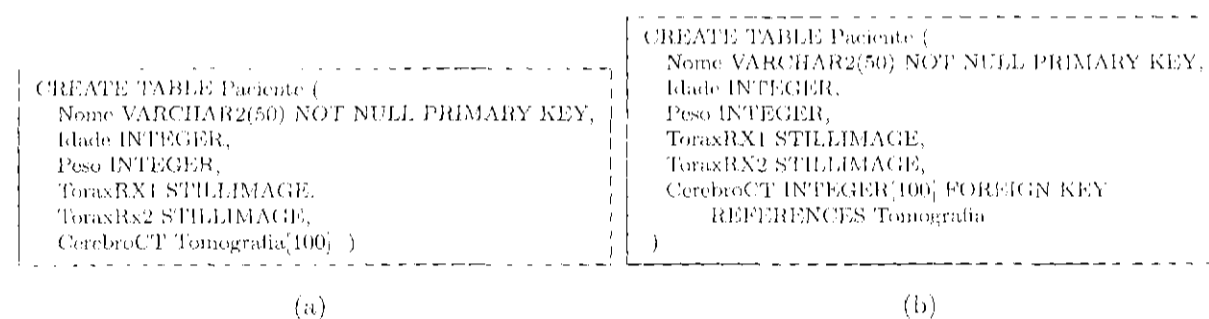 CREATE TABLE Paciente (
Nome VARCHAR2(50) NOT NULL PRIMARY KEY,
Idade INTEGER,
Peso INTEGER,
ToraxRX1 STILLIMAGE,
ToraxRx2 STILLIMAGE,
CerebroCT Tomografia[100] )
(a)
CREATE TABLE Paciente (
Nome VARCHAR2(50) NOT NULL PRIMARY KEY,
Idade INTEGER,
Peso INTEGER,
ToraxRX1 STILLIMAGE,
ToraxRX2 STILLIMAGE,
CerebroCT INTEGER[100] FOREIGN KEY
REFERENCES Tomografia
)
(b)